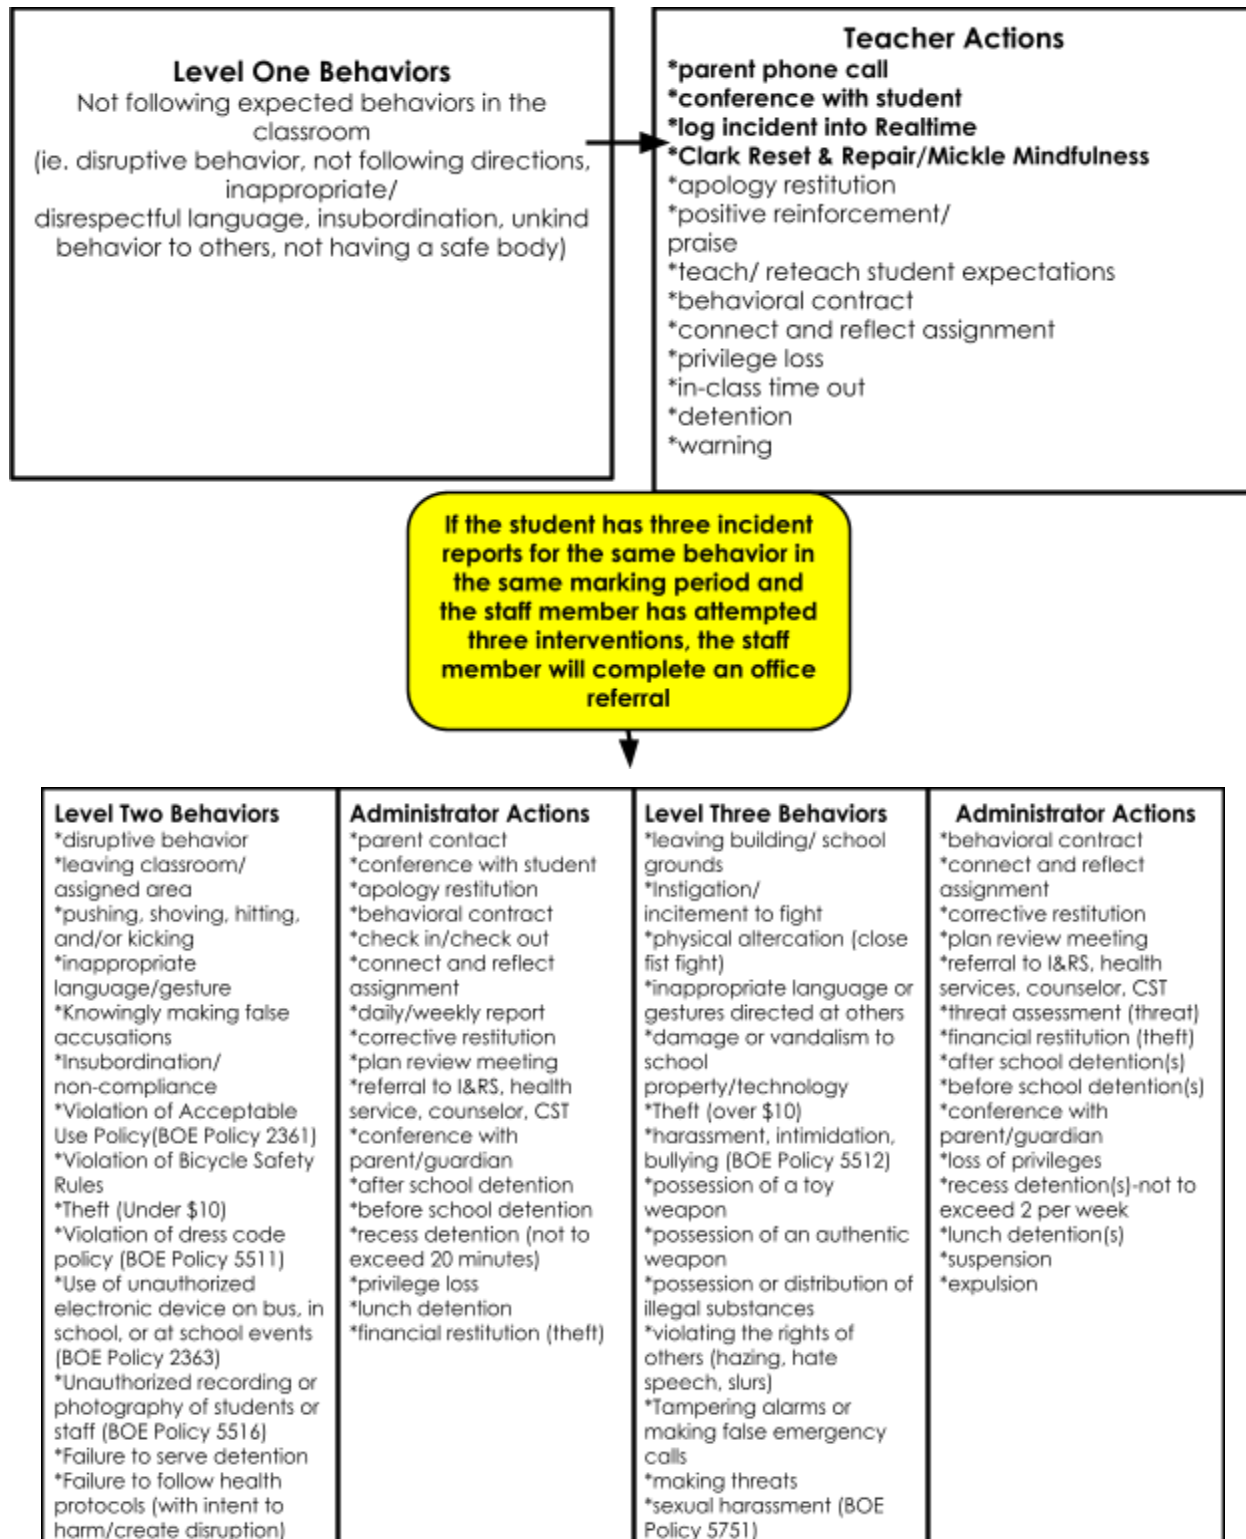 Level One Behaviors
Not following expected behaviors in the
classroom
(ie. disruptive behavior, not following directions,
inappropriate/
disrespectful language, insubordination, unkind
behavior to others, not having a safe body)
Teacher Actions
*parent phone call
*conference with student
*log incident into Realtime
*Clark Reset & Repair/Mickle Mindfulness
*apology restitution
*positive reinforcement/
praise
*teach/ reteach student expectations
*behavioral contract
*connect and reflect assignment
*privilege loss
*in-class time out
*detention
*warning
If the student has three incident
reports for the same behavior in
the same marking period and
the staff member has attempted
three interventions, the staff
member will complete an office
referral
Level Two Behaviors
*disruptive behavior
*leaving classroom/
assigned area
*pushing, shoving, hitting,
and/or kicking
*inappropriate
language/gesture
*Knowingly making false
accusations
*Insubordination/
non-compliance
*Violation of Acceptable
Use Policy(BOE Policy 2361)
*Violation of Bicycle Safety
Rules
*Theft (Under $10)
*Violation of dress code
policy (BOE Policy 5511)
*Use of unauthorized
electronic device on bus, in
school, or at school events
(BOE Policy 2363)
*Unauthorized recording or
photography of students or
staff (BOE Policy 5516)
*Failure to serve detention
*Failure to follow health
protocols (with intent to
harm/create disruption)
Administrator Actions
*parent contact
*conference with student
*apology restitution
*behavioral contract
*check in/check out
*connect and reflect
assignment
*daily/weekly report
*corrective restitution
*plan review meeting
*referral to I&RS, health
service, counselor, CST
*conference with
parent/guardian
*after school detention
*before school detention
*recess detention (not to
exceed 20 minutes)
*privilege loss
*lunch detention
*financial restitution (theft)
Level Three Behaviors
*leaving building/ school
grounds
*Instigation/
incitement to fight
*physical altercation (close
fist fight)
*inappropriate language or
gestures directed at others
*damage or vandalism to
school
property/technology
*Theft (over $10)
*harassment, intimidation,
bullying (BOE Policy 5512)
*possession of a toy
weapon
*possession of an authentic
weapon
*possession or distribution of
illegal substances
*violating the rights of
others (hazing, hate
speech, slurs)
*Tampering alarms or
making false emergency
calls
*making threats
*sexual harassment (BOE
Policy 5751)
Administrator Actions
*behavioral contract
*connect and reflect
assignment
*corrective restitution
*plan review meeting
*referral to I&RS, health
services, counselor, CST
*threat assessment (threat)
*financial restitution (theft)
*after school detention(s)
*before school detention(s)
*conference with
parent/guardian
*loss of privileges
*recess detention(s)-not to
exceed 2 per week
*lunch detention(s)
*suspension
*expulsion